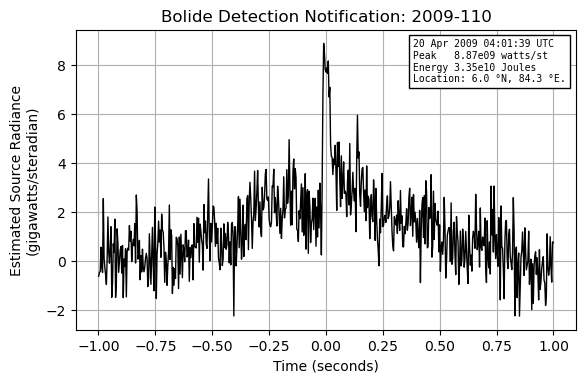 Bolide Detection Notification: 2009-110
20 Apr 2009 04:01:39 UTC
Peak   8.87e09 watts/st
Energy 3.35e10 Joules
Location: 6.0 °N, 84.3 °E.
Estimated Source Radiance
(gigawatts/steradian)
8
6
4
2
0
−2
−1.00 −0.75 −0.50 −0.25 0.00 0.25 0.50 0.75 1.00
Time (seconds)